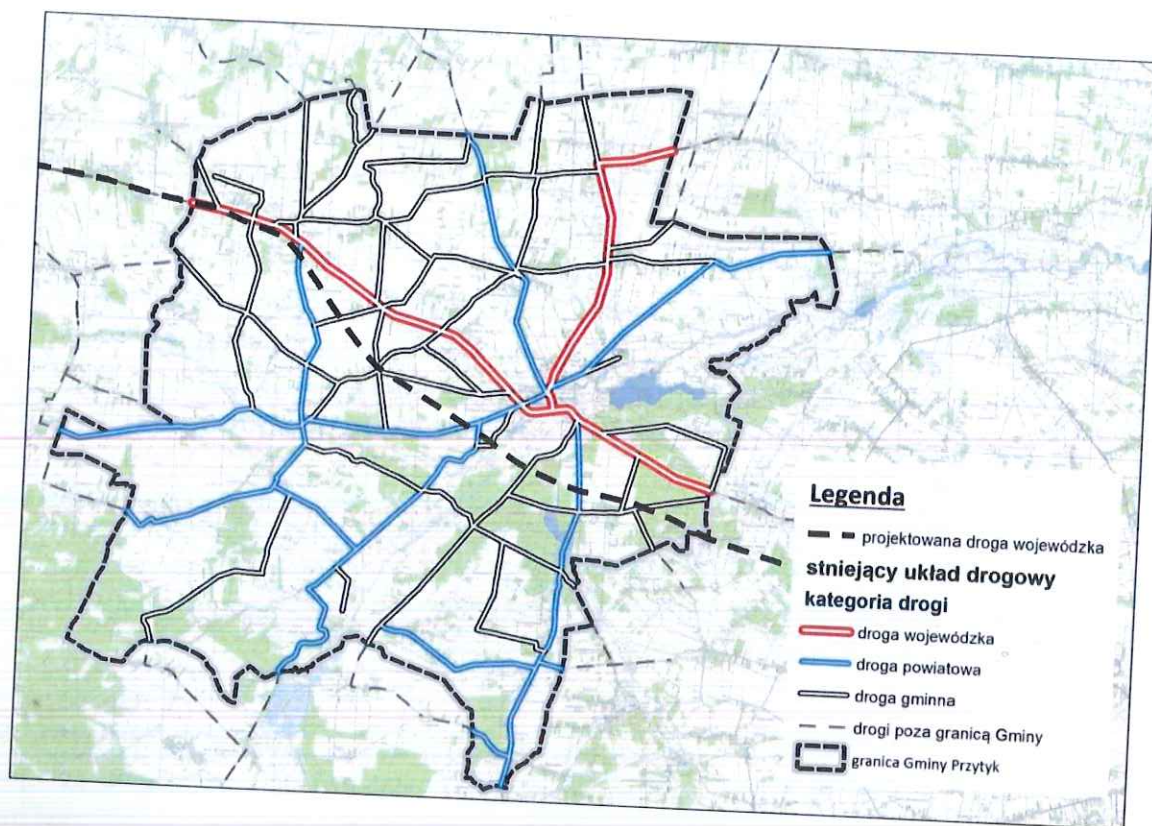 Legenda
projektowana droga wojewódzka
stniejący układ drogowy
kategoria drogi
droga wojewódzka
droga powiatowa
droga gminna
drogi poza granicą Gminy
granica Gminy Przytyk